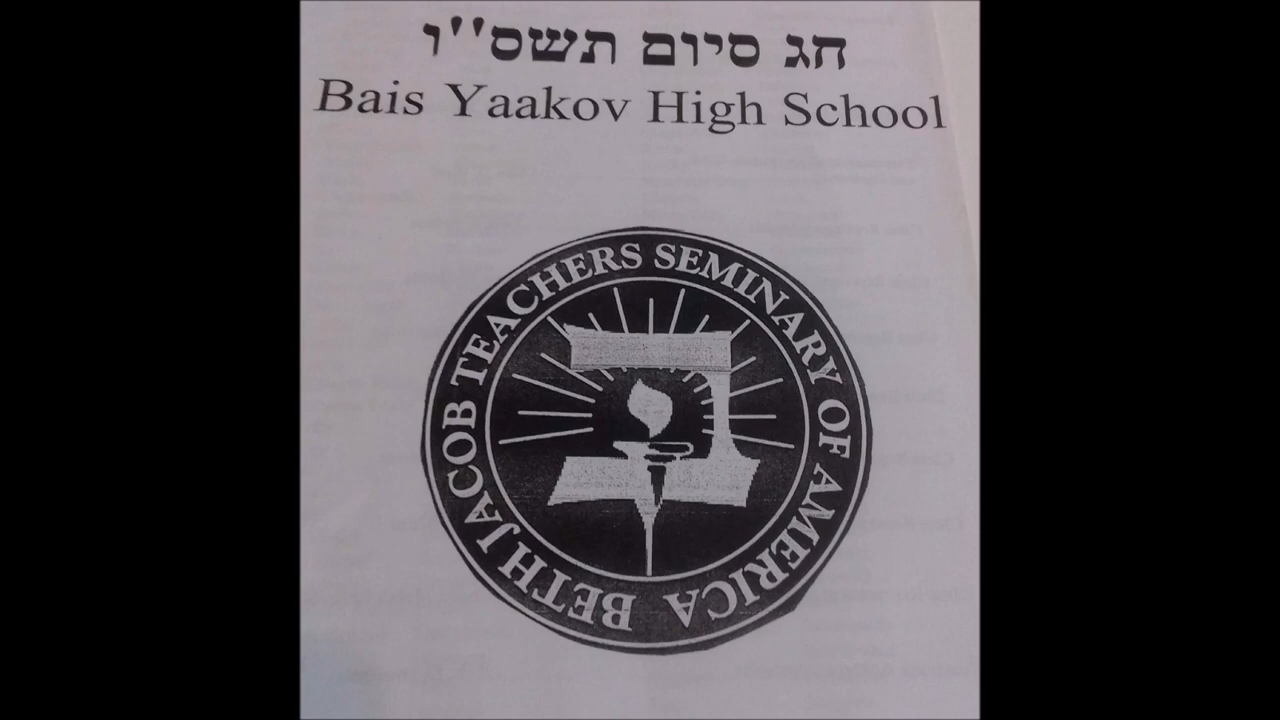 חג סיום תשס''ו
Bais Yaakov High School
BETH JACOB TEACHERS SEMINARY OF AMERICA
ב